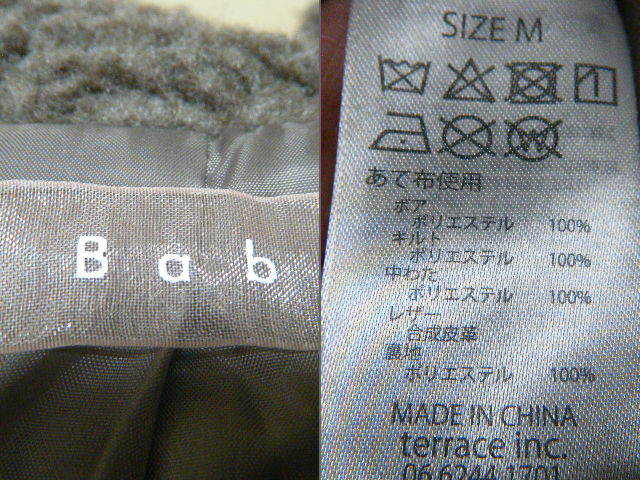 Bab
SIZE M
あて布使用
ボア
ポリエステル 100%
キルト
ポリエステル 100%
中わた
ポリエステル 100%
レザー
合成皮革
裏地
ポリエステル 100%
MADE IN CHINA
terrace inc.
06 6244 1701